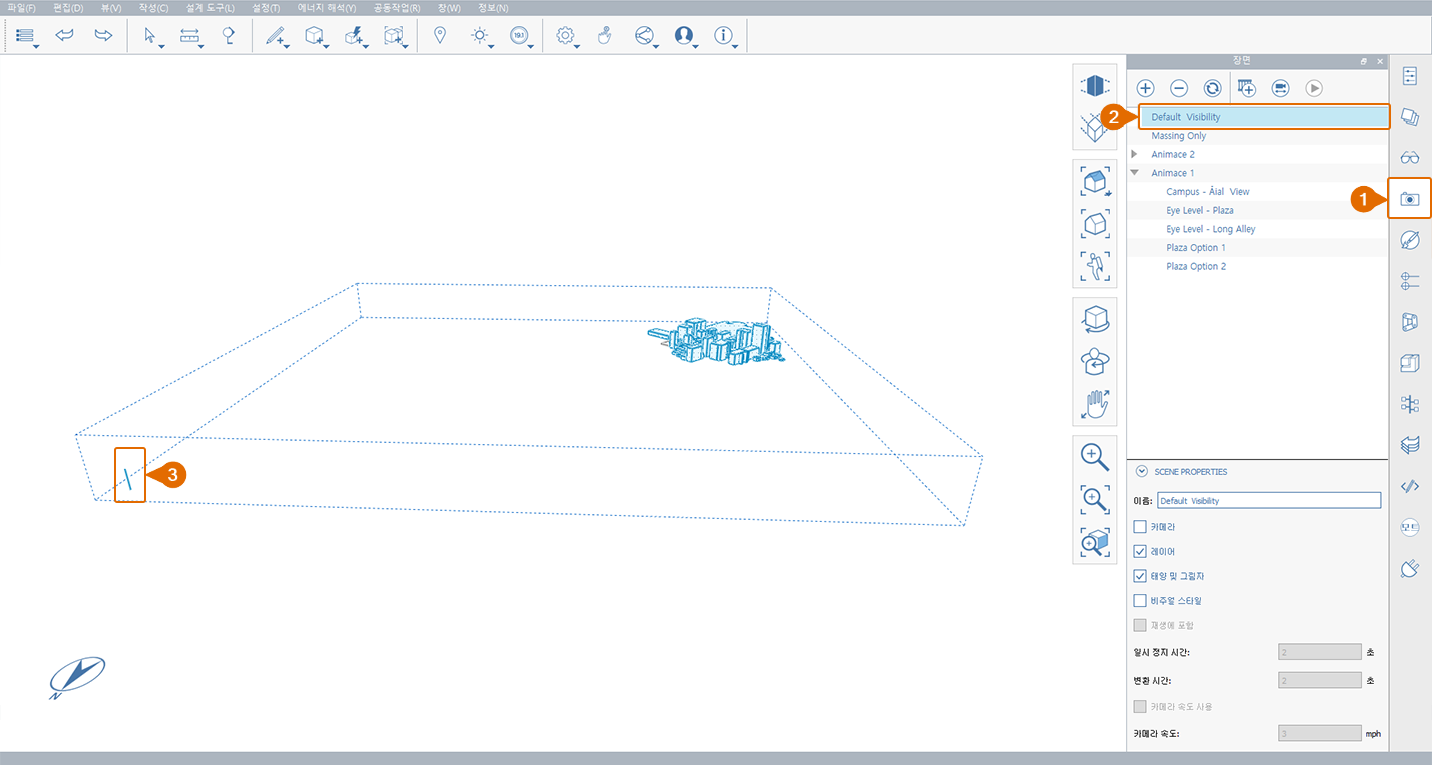 파일(F) 편집(D) 뷰(V) 작성(C) 설계 도구(L) 설정(T) 에너지 해석(Y) 공동작업(R) 창(W) 정보(N)
19.1
장면
2
Default Visibility
Massing Only
Animace 2
Animace 1
1
Campus - Āial View
Eye Level - Plaza
Eye Level - Long Alley
Plaza Option 1
Plaza Option 2
3
SCENE PROPERTIES
이름: Default Visibility
카메라
모드
레이어
태양 및 그림자
비주얼 스타일
재생에 포함
일시 정지 시간: 2 초
변환 시간: 2 초
카메라 속도 사용
카메라 속도: 3 mph
N